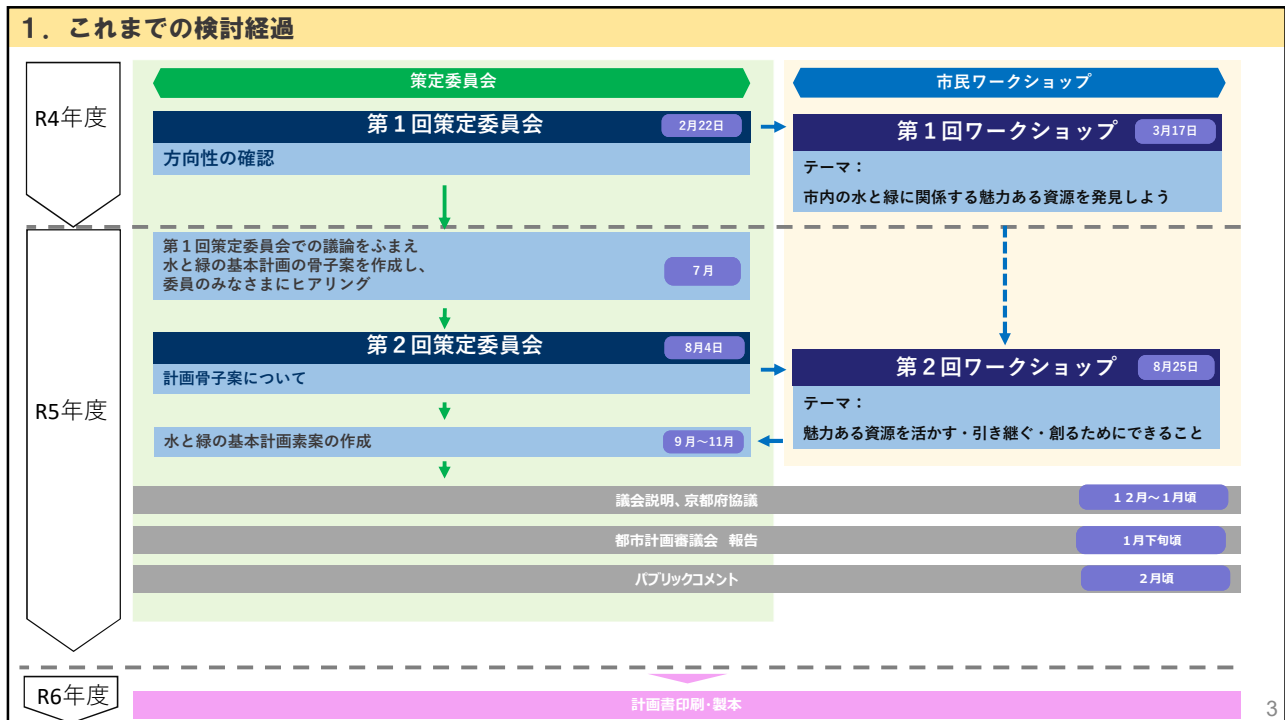 １．これまでの検討経過
R4年度
策定委員会
市民ワークショップ
第１回策定委員会
2月22日
方向性の確認
第１回ワークショップ
3月17日
テーマ：
市内の水と緑に関係する魅力ある資源を発見しよう
R5年度
第１回策定委員会での議論をふまえ
水と緑の基本計画の骨子案を作成し、
委員のみなさまにヒアリング
７月
第２回策定委員会
8月4日
計画骨子案について
第２回ワークショップ
8月25日
テーマ：
魅力ある資源を活かす・引き継ぐ・創るためにできること
水と緑の基本計画素案の作成
９月～11月
議会説明、京都府協議
１２月～１月頃
都市計画審議会　報告
１月下旬頃
パブリックコメント
２月頃
R6年度
計画書印刷・製本
3